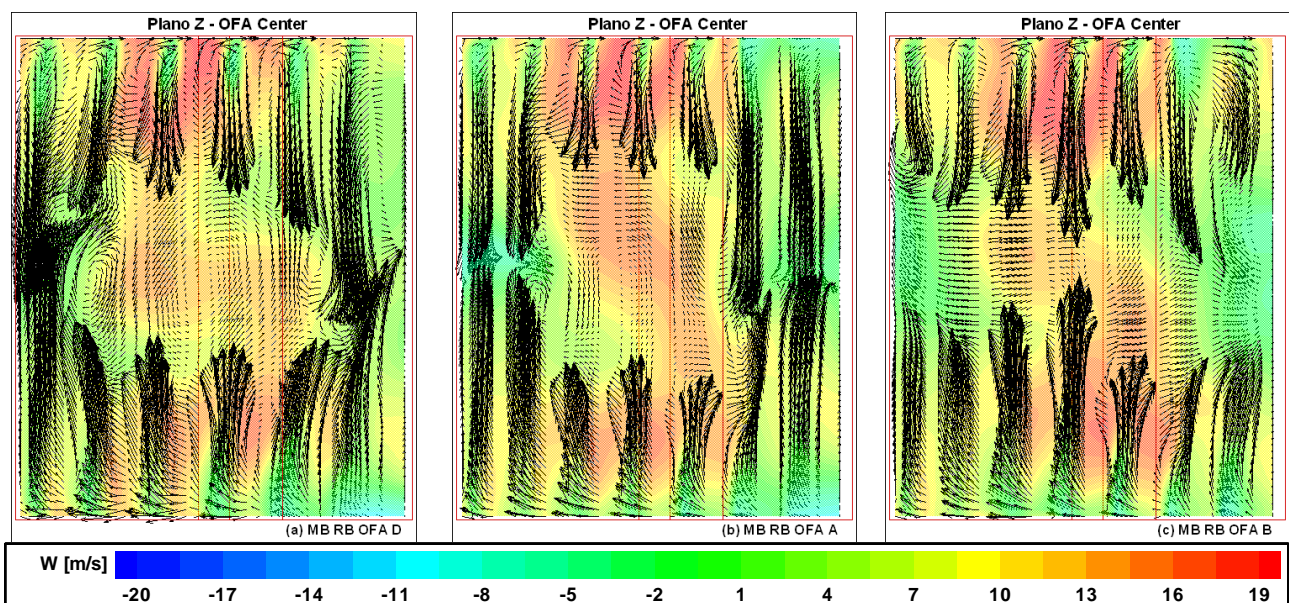 Plano Z - OFA Center
Plano Z - OFA Center
Plano Z - OFA Center
(a) MB RB OFA D
(b) MB RB OFA A
(c) MB RB OFA B
W [m/s]
-20 -17 -14 -11 -8 -5 -2 1 4 7 10 13 16 19